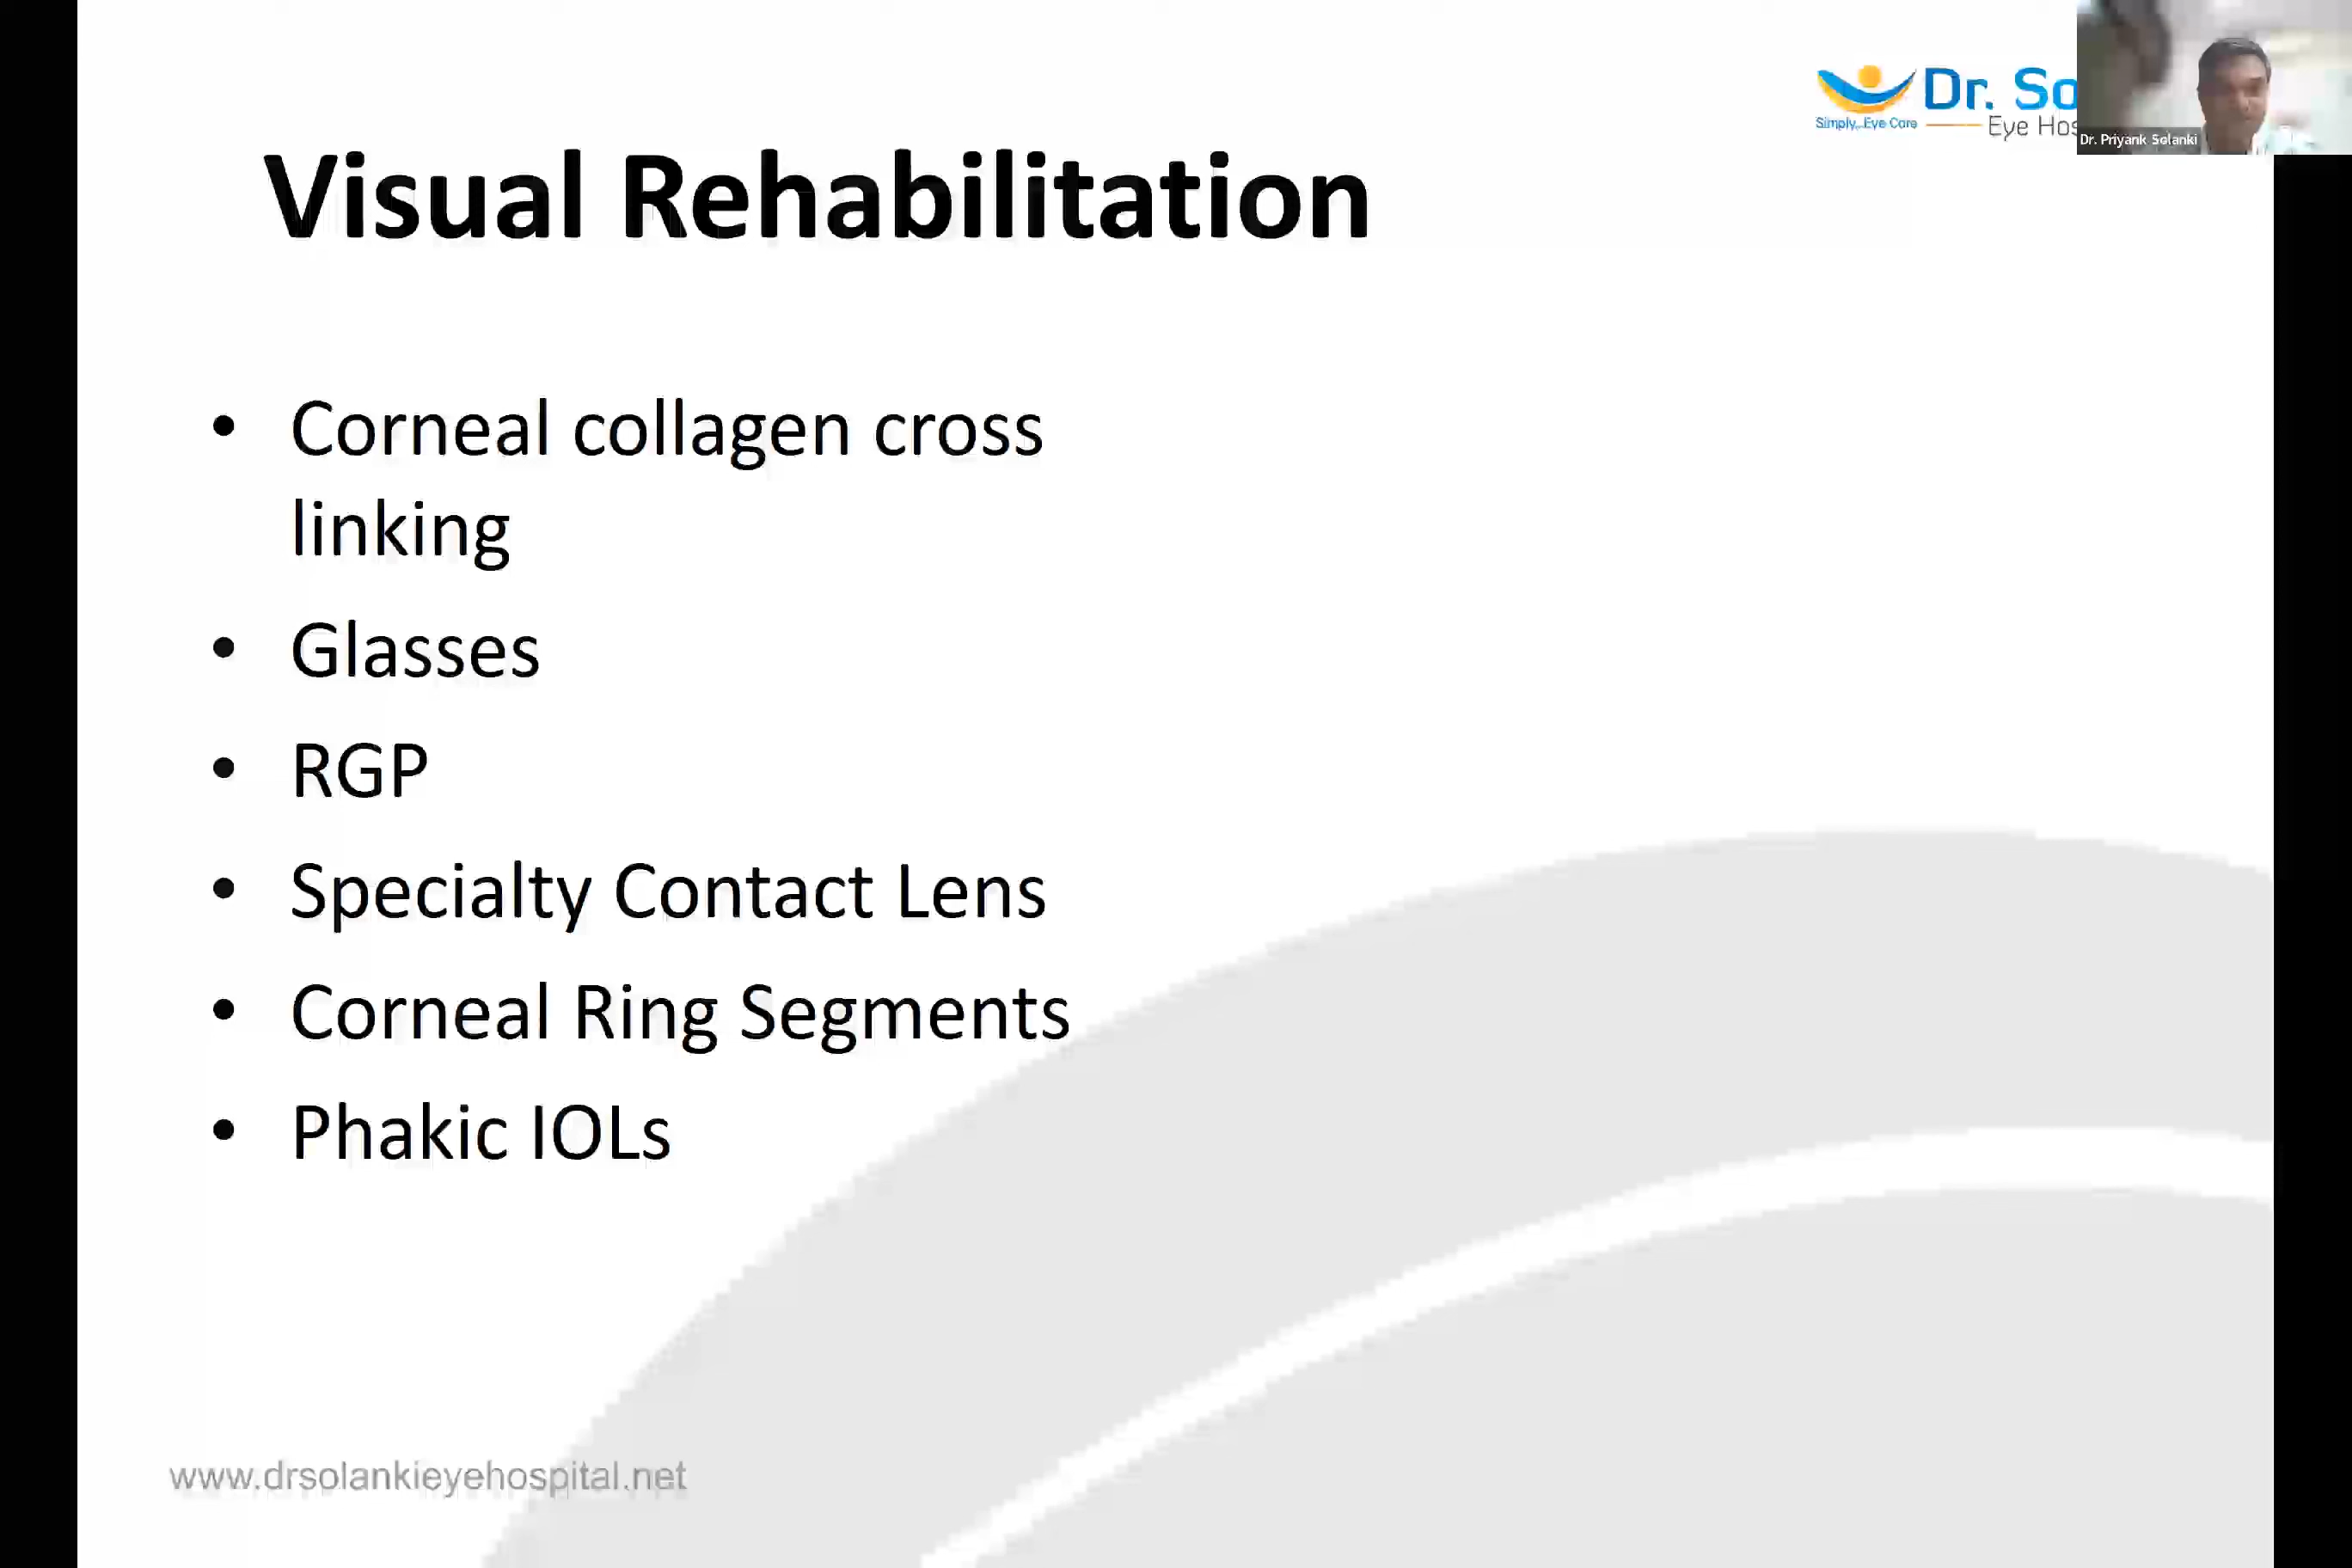 Dr. So
Simply...Eye Care
Eye Hos
Dr. Priyank Solanki
Visual Rehabilitation
• Corneal collagen cross
linking
• Glasses
• RGP
• Specialty Contact Lens
• Corneal Ring Segments
• Phakic IOLs
www.drsolankieyehospital.net